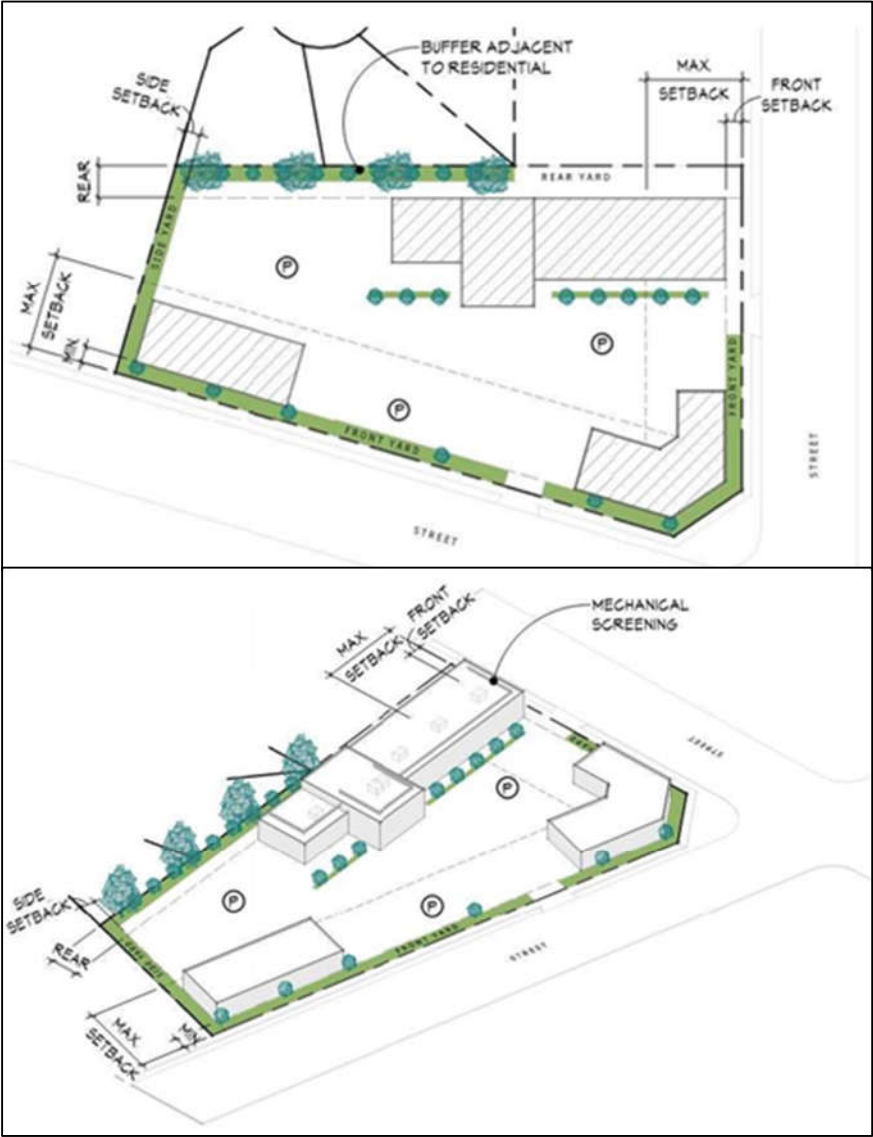 BUFFER ADJACENT
TO RESIDENTIAL
MAX.
SETBACK
FRONT
SETBACK
SIDE
SETBACK
REAR
REAR YARD
SIDE YARD
P
MAX
SETBACK
MIN.
P
P
FRONT YARD
FRONT YARD
STREET
STREET
MECHANICAL
SCREENING
FRONT
SETBACK
MAX.
SETBACK
STREET
P
SIDE
SETBACK
P
P
REAR
SIDE YARD
FRONT YARD
STREET
MAX
SETBACK
MIN.